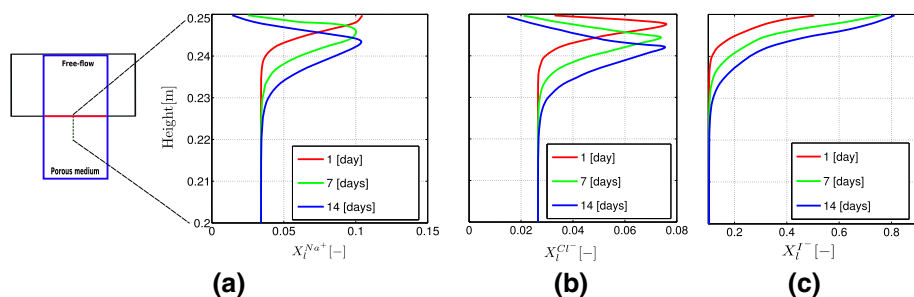 Free-flow
Porous medium
Height[m]
0.25
0.24
0.23
0.22
0.21
0.2
1 [day]
7 [days]
14 [days]
0 0.05 0.1 0.15
X_l^{Na^+}[−]
(a)
1 [day]
7 [days]
14 [days]
0 0.02 0.04 0.06 0.08
X_l^{Cl^−}[−]
(b)
1 [day]
7 [days]
14 [days]
0.2 0.4 0.6 0.8
X_l^{I^−}[−]
(c)